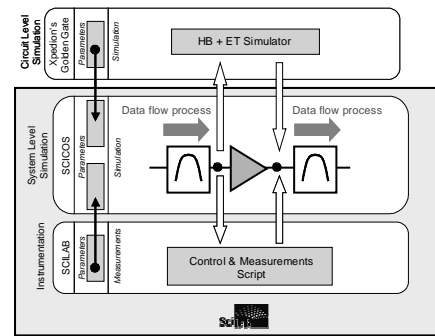 Circuit Level
Simulation
Xpedion's
Golden Gate
Parameters
Simulation
HB + ET Simulator
System Level
Simulation
SCICOS
Parameters
Simulation
Data flow process
Data flow process
Instrumentation
SCILAB
Parameters
Measurements
Control & Measurements
Script